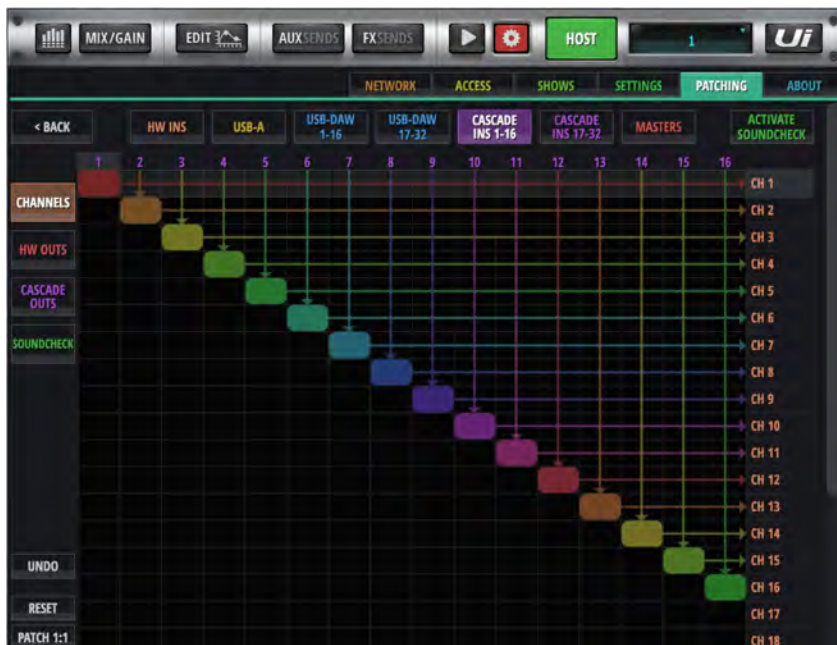 MIX/GAIN EDIT AUXSENDS FXSENDS HOST 1 Ui
NETWORK ACCESS SHOWS SETTINGS PATCHING ABOUT
< BACK HW INS USB-A USB-DAW 1-16 USB-DAW 17-32 CASCADE INS 1-16 CASCADE INS 17-32 MASTERS ACTIVATE SOUNDCHECK
1 2 3 4 5 6 7 8 9 10 11 12 13 14 15 16
CHANNELS
HW OUTS
CASCADE
OUTS
SOUNDCHECK
UNDO
RESET
PATCH 1:1
CH 1
CH 2
CH 3
CH 4
CH 5
CH 6
CH 7
CH 8
CH 9
CH 10
CH 11
CH 12
CH 13
CH 14
CH 15
CH 16
CH 17
CH 18